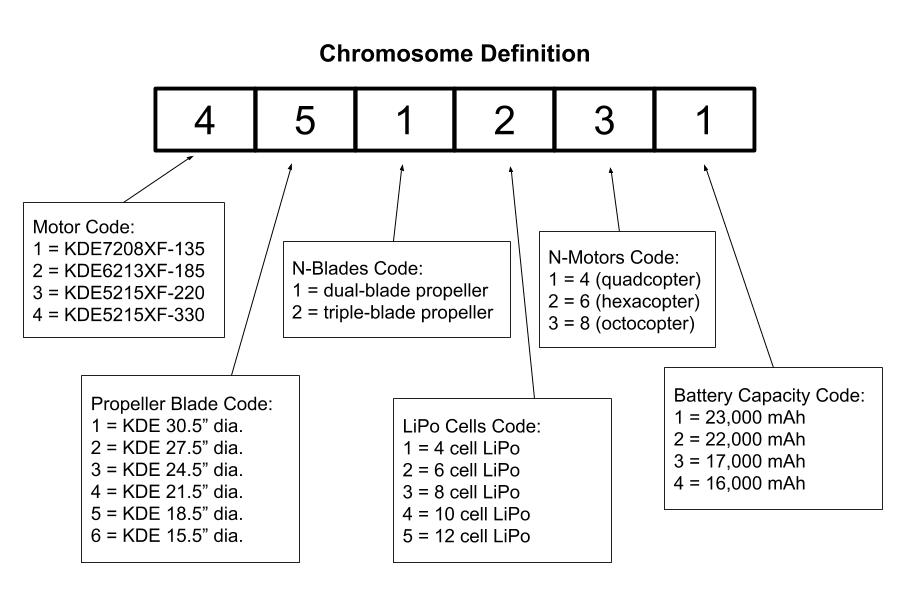 Chromosome Definition
4 5 1 2 3 1
Motor Code:
1 = KDE7208XF-135
2 = KDE6213XF-185
3 = KDE5215XF-220
4 = KDE5215XF-330
N-Blades Code:
1 = dual-blade propeller
2 = triple-blade propeller
N-Motors Code:
1 = 4 (quadcopter)
2 = 6 (hexacopter)
3 = 8 (octocopter)
Propeller Blade Code:
1 = KDE 30.5” dia.
2 = KDE 27.5” dia.
3 = KDE 24.5” dia.
4 = KDE 21.5” dia.
5 = KDE 18.5” dia.
6 = KDE 15.5” dia.
LiPo Cells Code:
1 = 4 cell LiPo
2 = 6 cell LiPo
3 = 8 cell LiPo
4 = 10 cell LiPo
5 = 12 cell LiPo
Battery Capacity Code:
1 = 23,000 mAh
2 = 22,000 mAh
3 = 17,000 mAh
4 = 16,000 mAh